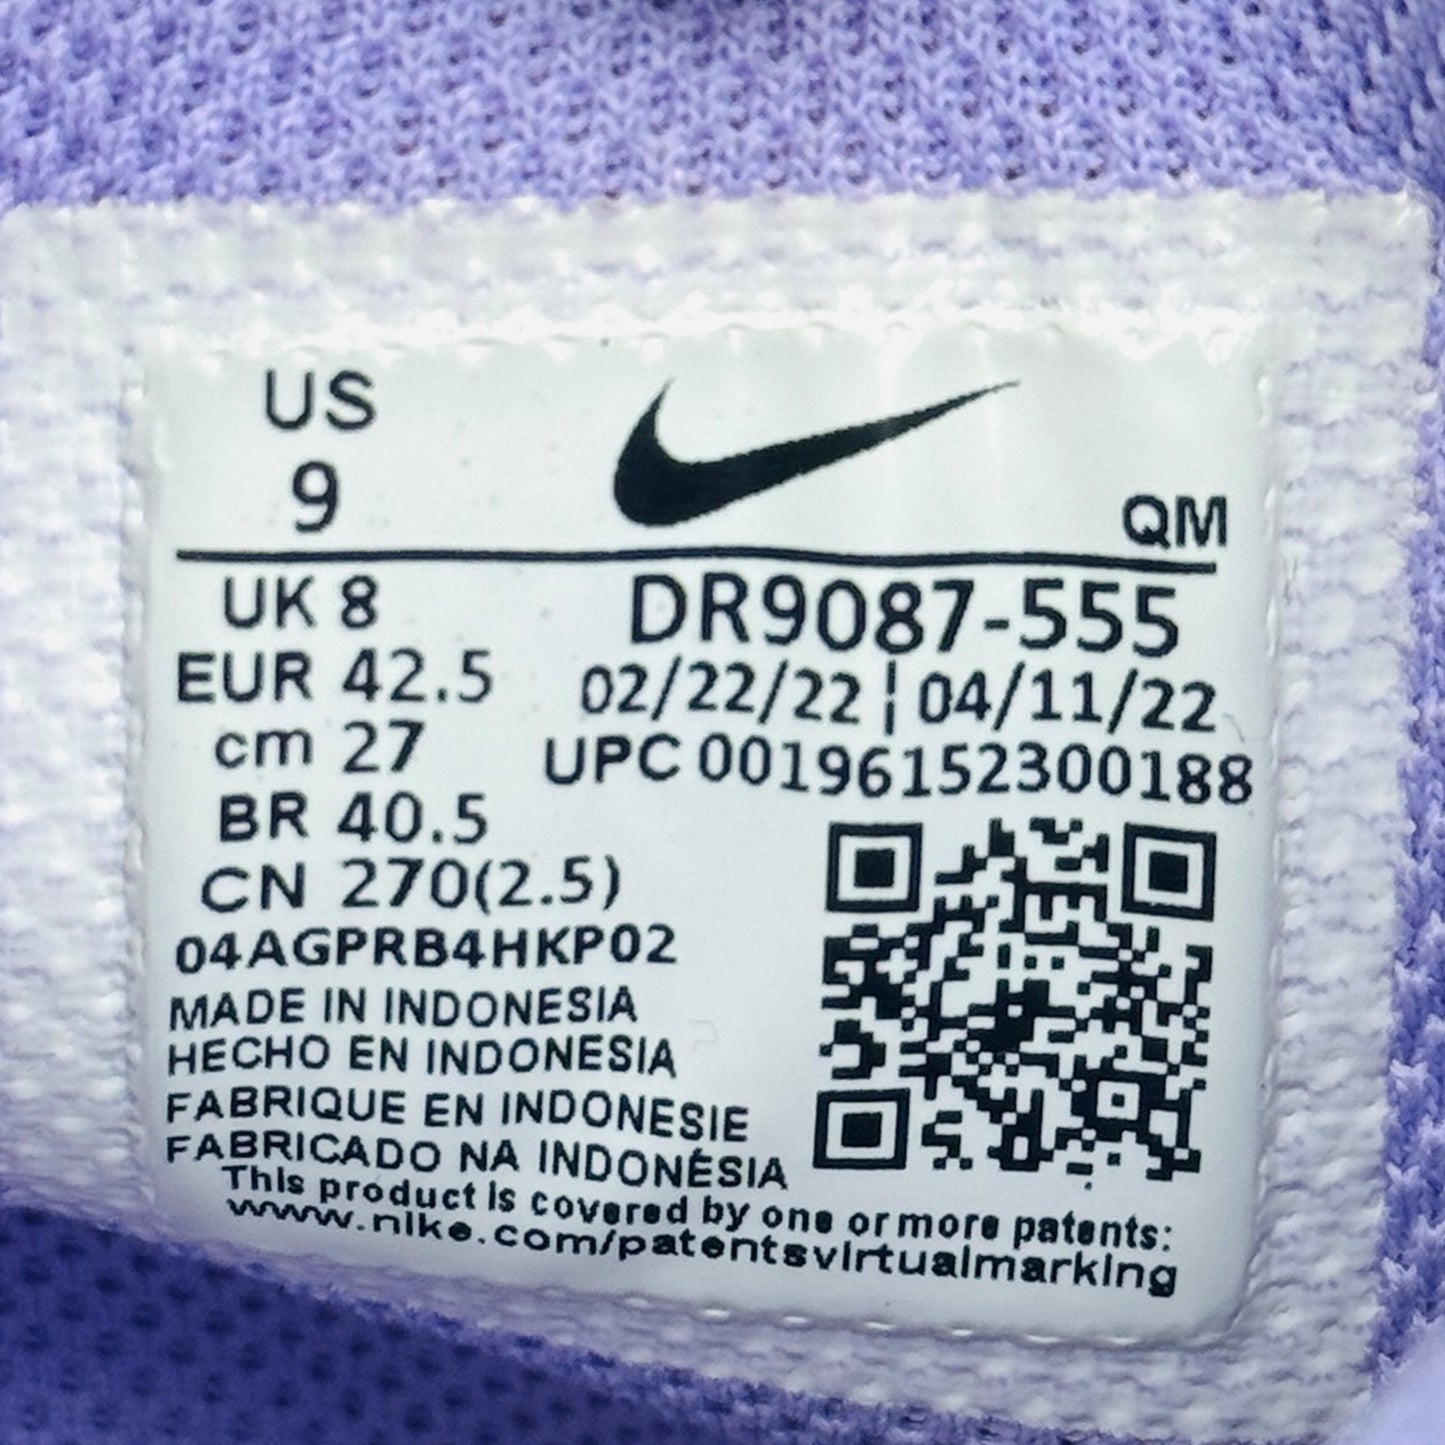 US
9
QM
UK 8
EUR 42.5
cm 27
BR 40.5
CN 270(2.5)
DR9087-555
02/22/22 ¦ 04/11/22
UPC 00196152300188
04AGPRB4HKP02
MADE IN INDONESIA
HECHO EN INDONESIA
FABRIQUE EN INDONESIE
FABRICADO NA INDONÉSIA
This product is covered by one or more patents:
www.nike.com/patentsvirtualmarking